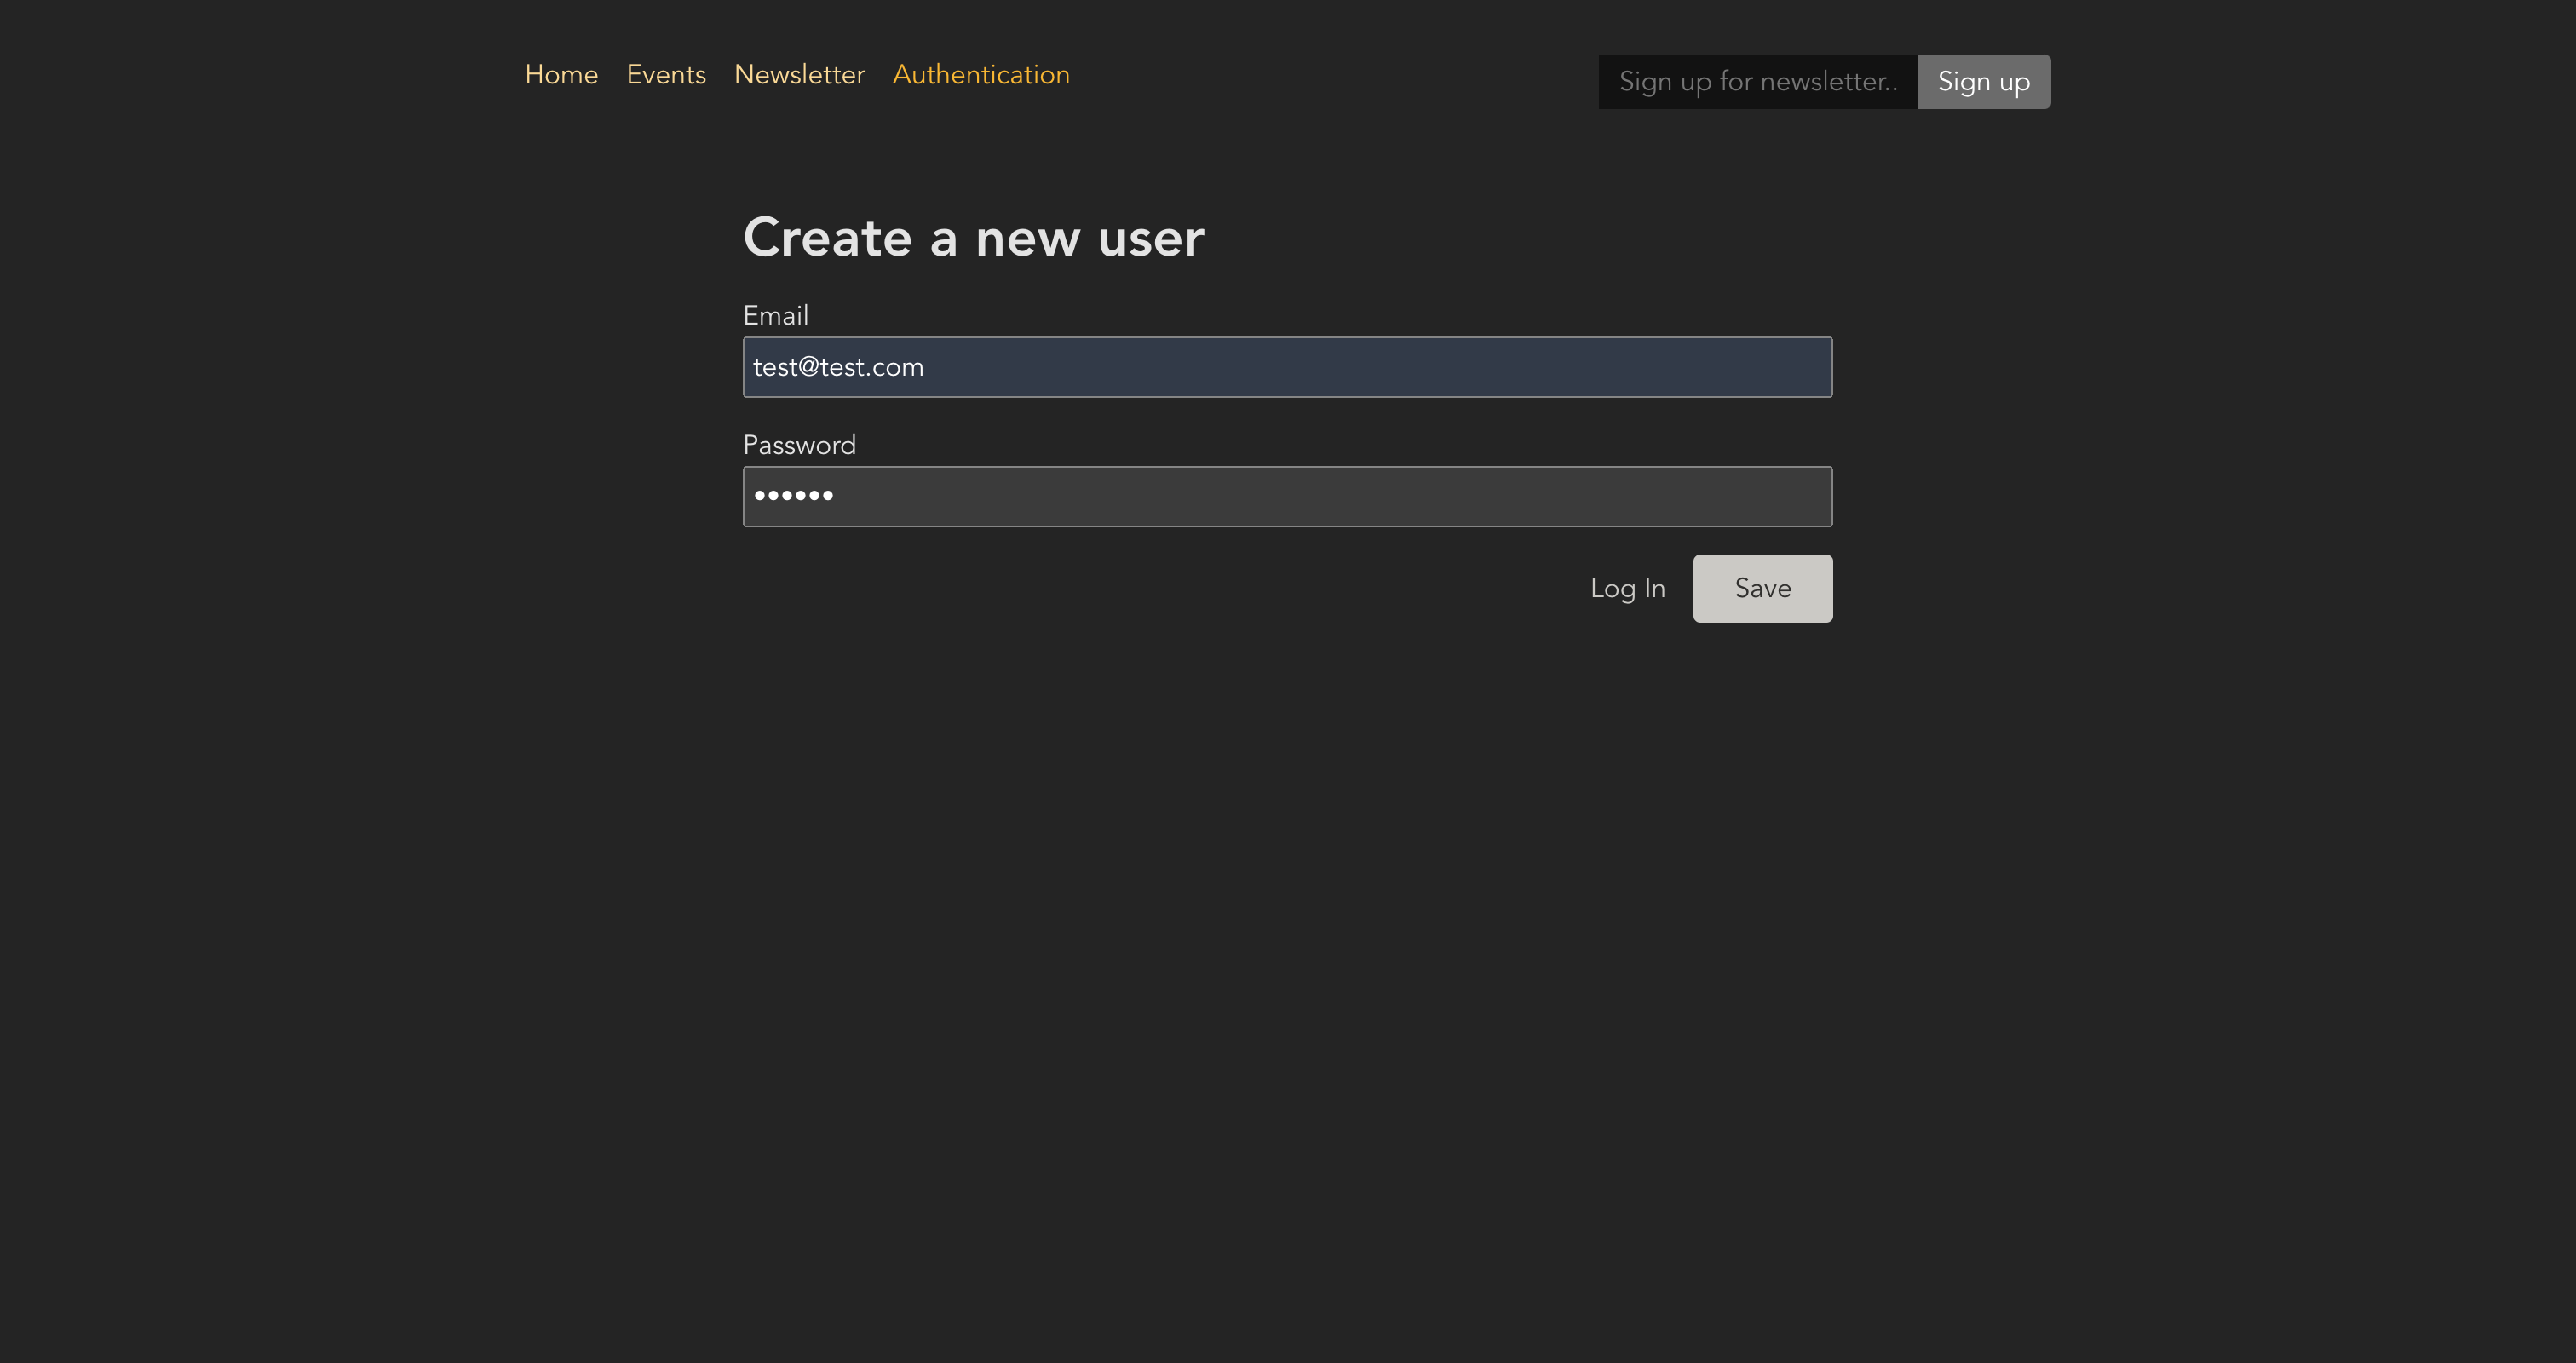 Home Events Newsletter Authentication
Sign up for newsletter.. Sign up
Create a new user
Email
test@test.com
Password
••••••
Log In Save